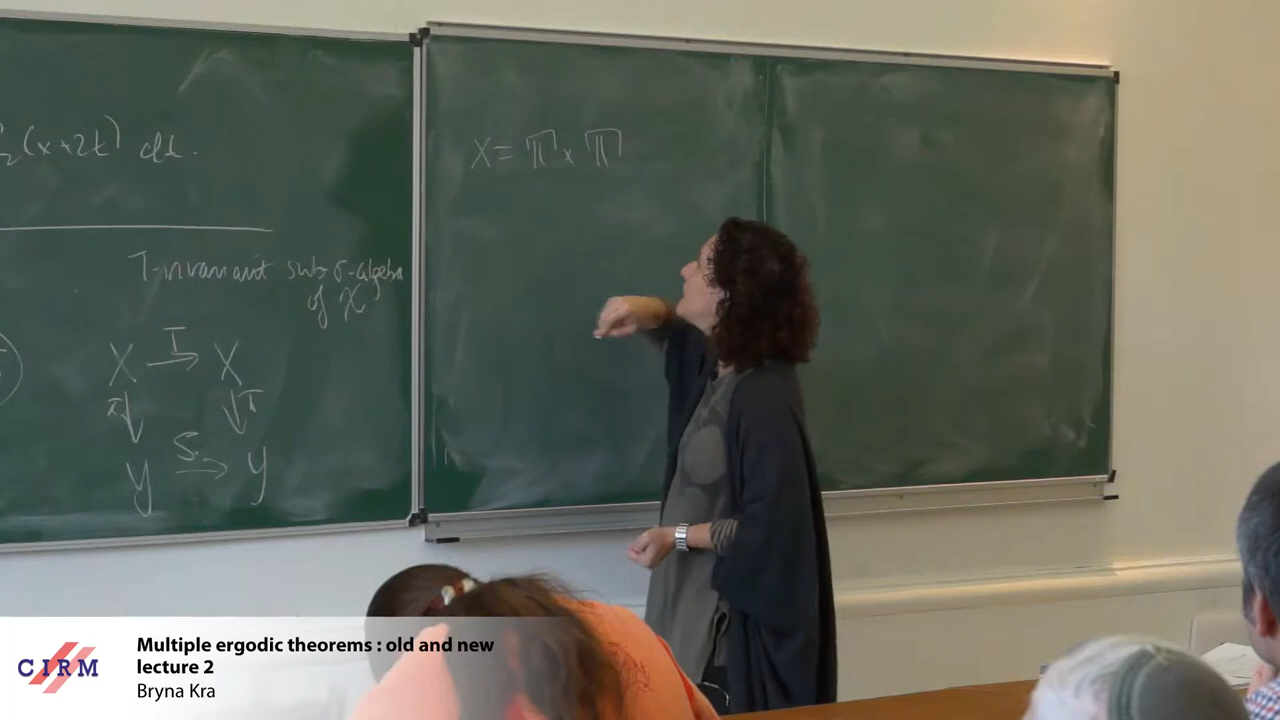 (x+2t) dt.
T-invariant sub-σ-algebra
of X
X T→ X
π↓ ↓π
Y S→ Y
X = 𝕋 × 𝕋
CIRM
Multiple ergodic theorems : old and new
lecture 2
Bryna Kra